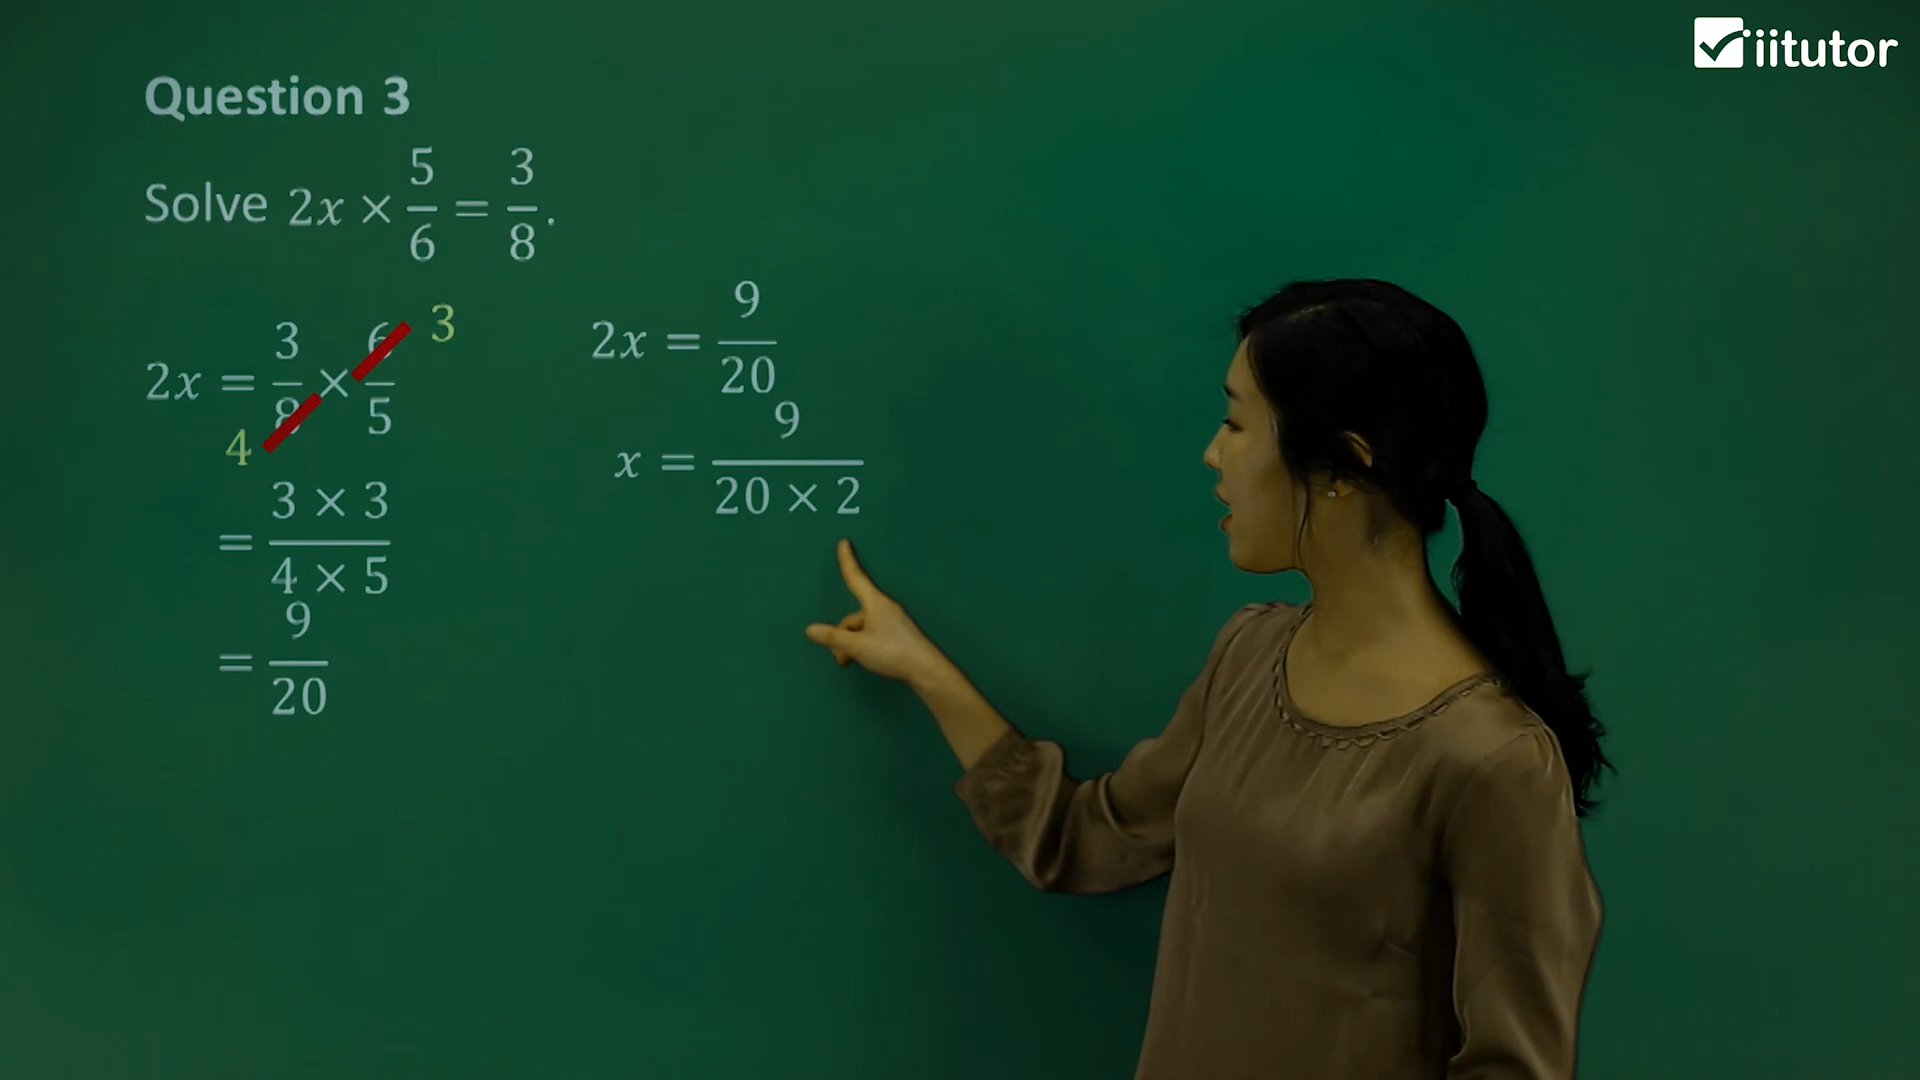 iitutor
Question 3
Solve 2x × 5/6 = 3/8.
2x = 3/8 × 6/5
3
4
= 3 × 3 / 4 × 5
= 9/20
2x = 9/20
x = 9 / 20 × 2